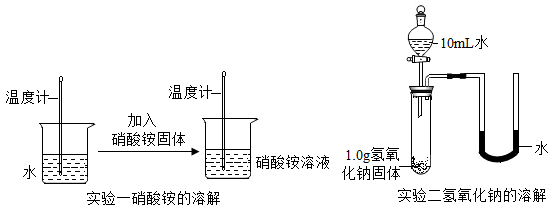 温度计
水
加入
硝酸铵固体
温度计
硝酸铵溶液
实验一硝酸铵的溶解
10mL水
1.0g氢氧
化钠固体
水
实验二氢氧化钠的溶解